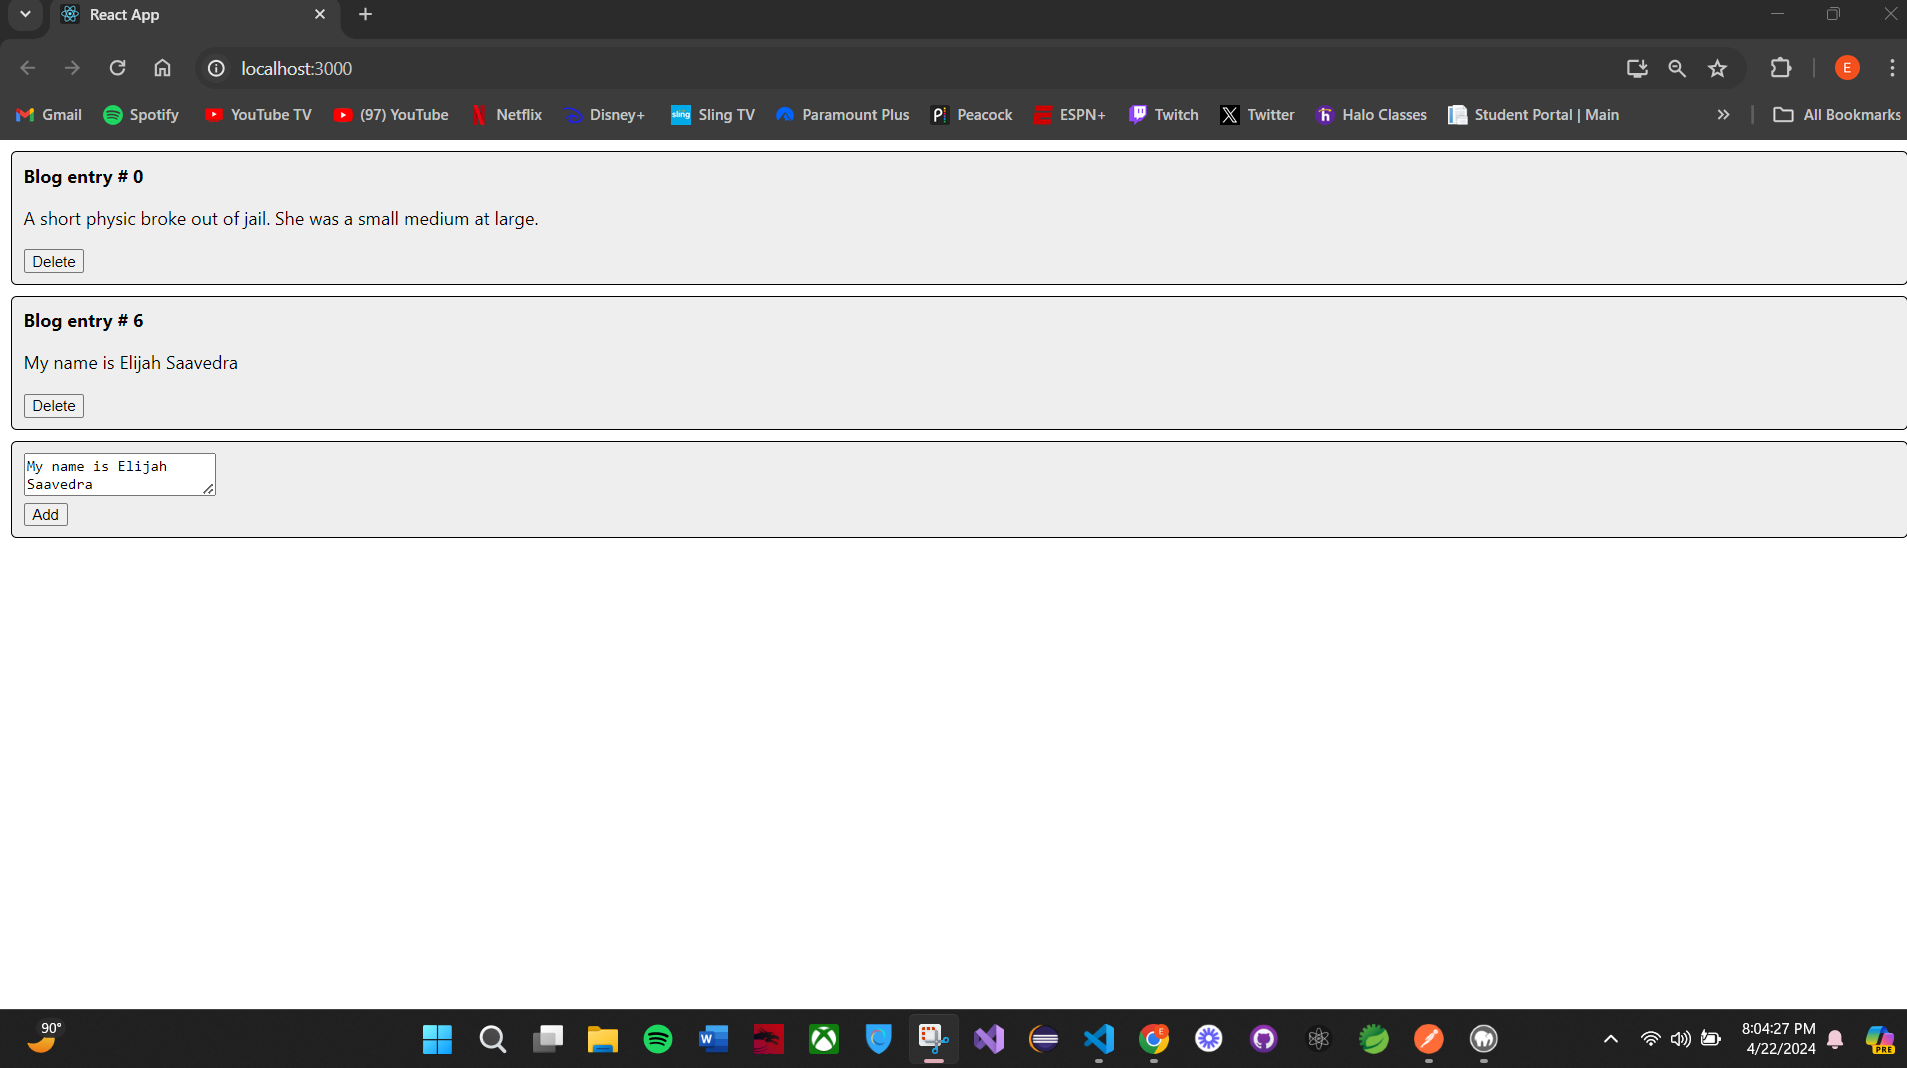 React App
localhost:3000
E
Gmail Spotify YouTube TV (97) YouTube Netflix Disney+ sling Sling TV Paramount Plus Peacock ESPN+ Twitch Twitter Halo Classes Student Portal | Main » All Bookmarks
Blog entry # 0
A short physic broke out of jail. She was a small medium at large.
Delete
Blog entry # 6
My name is Elijah Saavedra
Delete
My name is Elijah
Saavedra
Add
90°
8:04:27 PM
4/22/2024
PRE